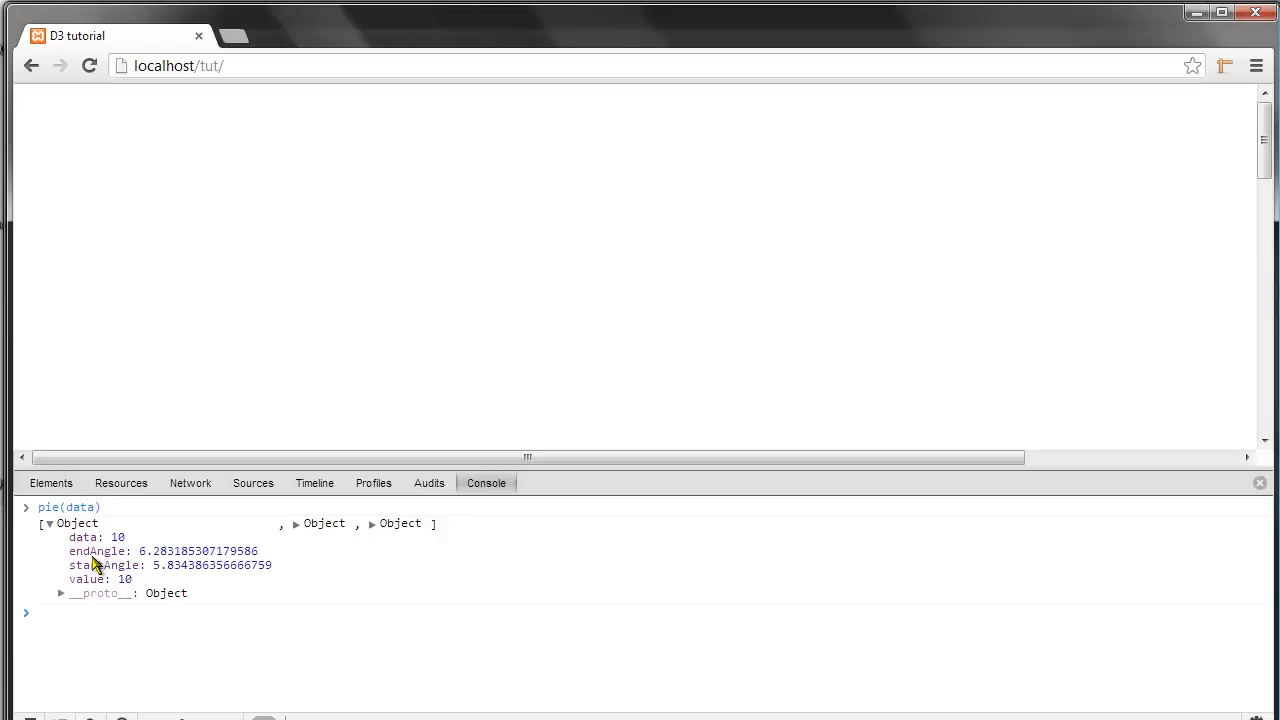 D3 tutorial
localhost/tut/
Elements Resources Network Sources Timeline Profiles Audits Console
pie(data)
[▼Object , ▶Object , ▶Object ]
data: 10
endAngle: 6.283185307179586
startAngle: 5.834386356666759
value: 10
▶__proto__: Object